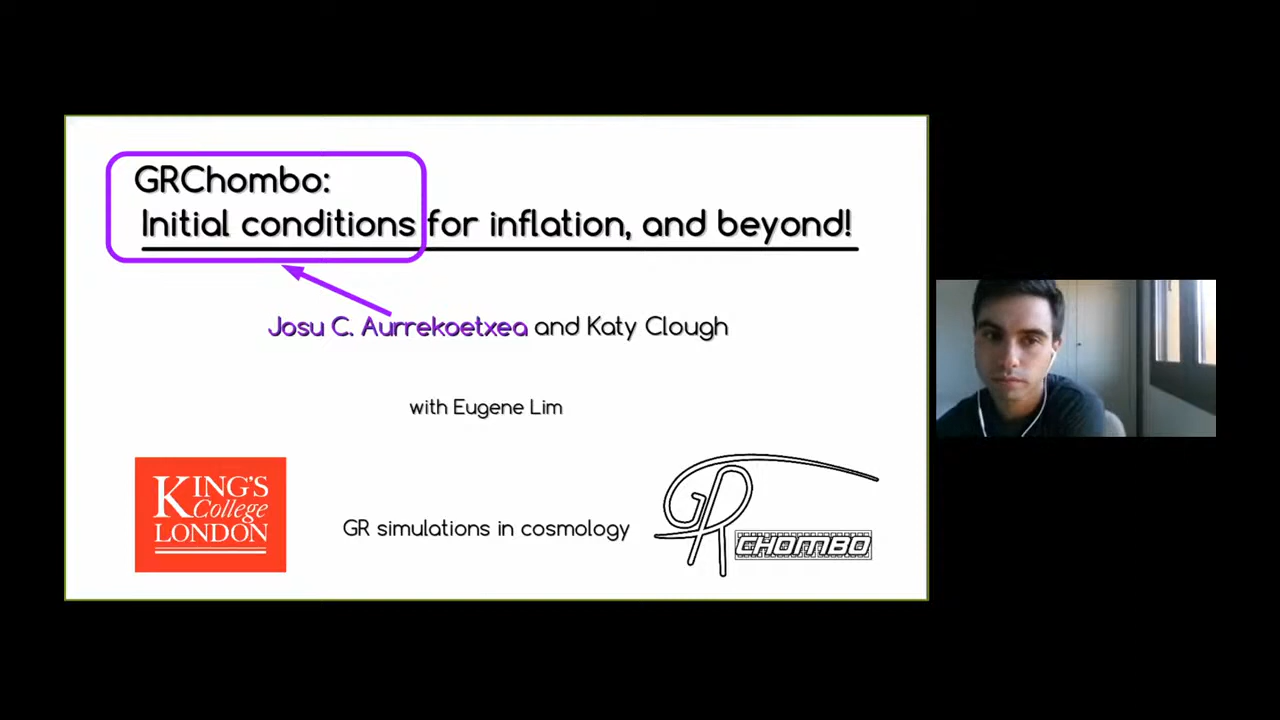 GRChombo:
Initial conditions for inflation, and beyond!
Josu C. Aurrekoetxea and Katy Clough
with Eugene Lim
KING'S
College
LONDON
GR simulations in cosmology
GR
CHOMBO